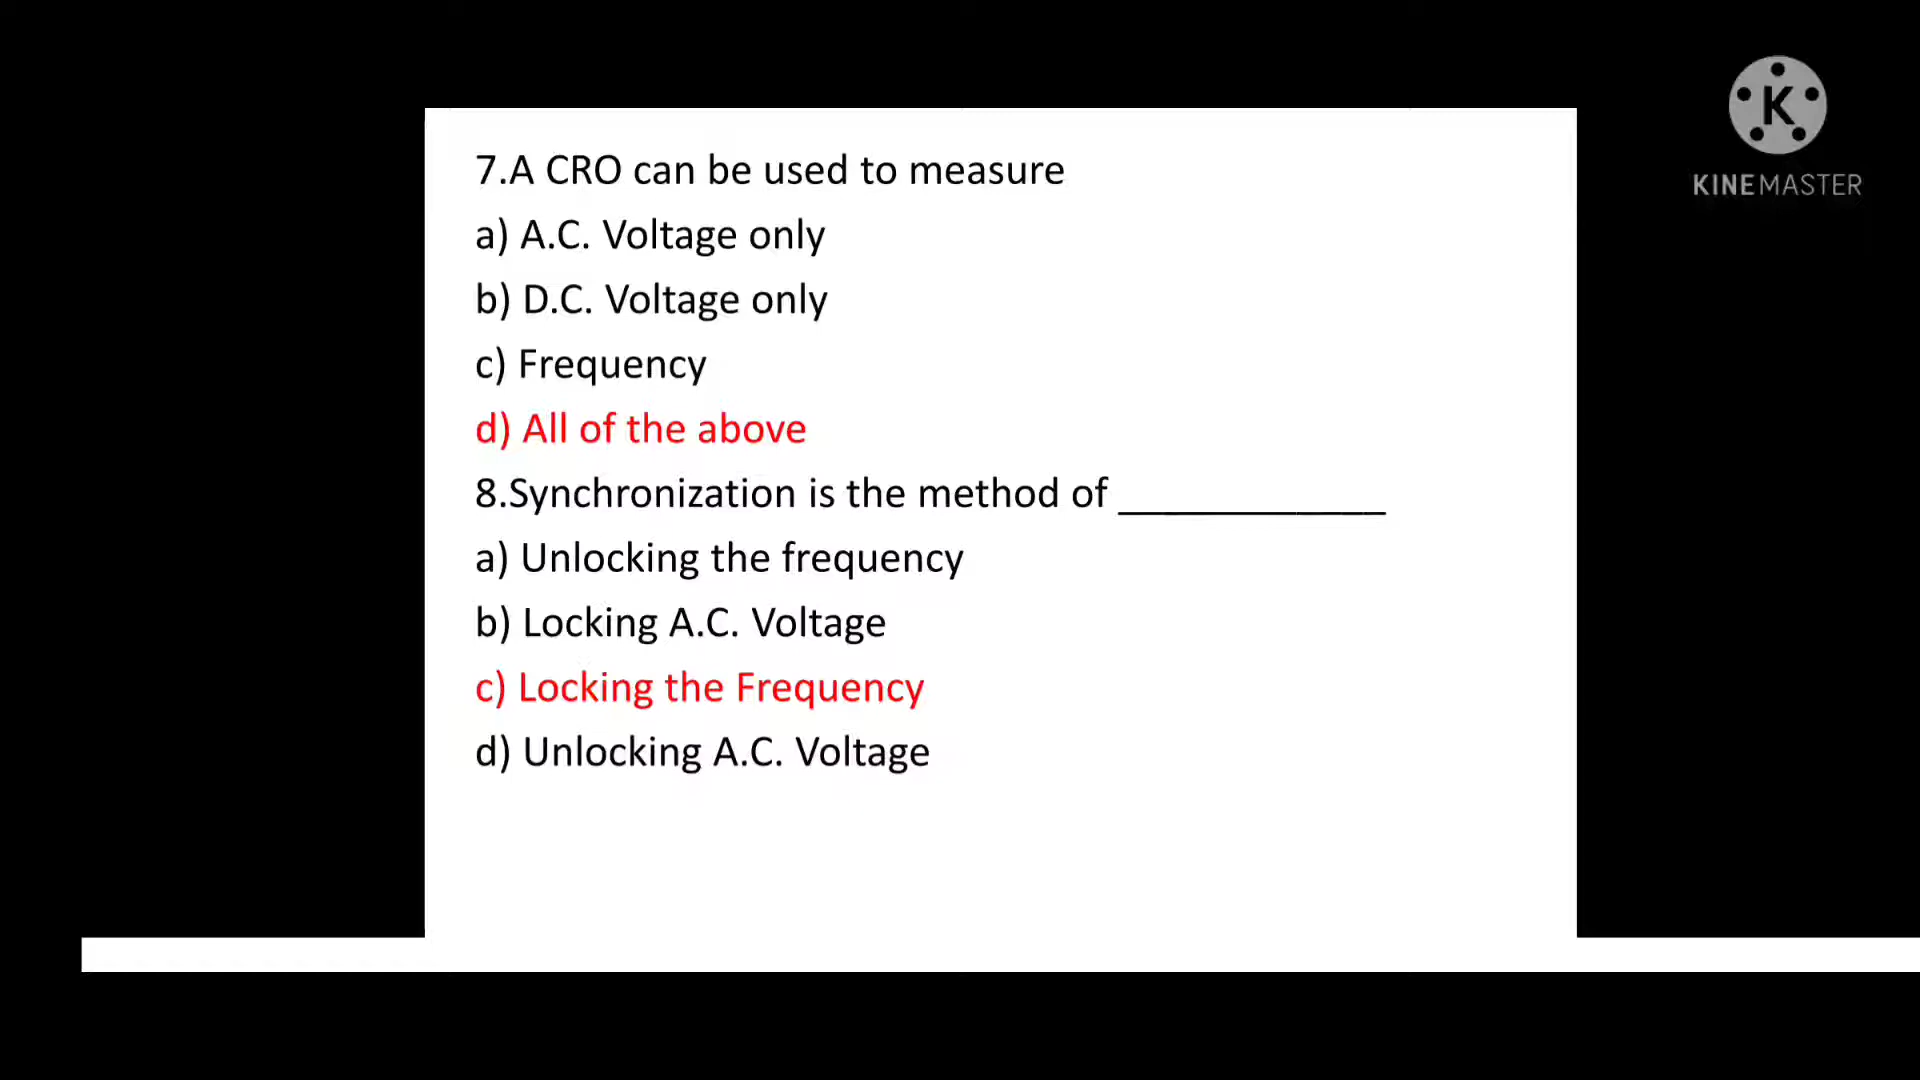 7.A CRO can be used to measure
a) A.C. Voltage only
b) D.C. Voltage only
c) Frequency
d) All of the above
8.Synchronization is the method of ____________
a) Unlocking the frequency
b) Locking A.C. Voltage
c) Locking the Frequency
d) Unlocking A.C. Voltage
K
KINEMASTER